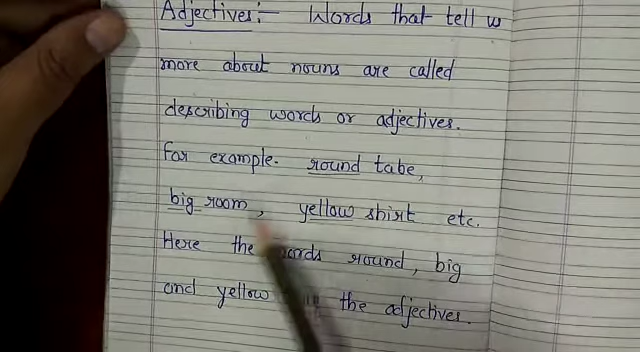 Adjectives:- Words that tell us
more about nouns are called
describing words or adjectives.
For example. round tabe,
big room, yellow shirt etc.
Here the words round, big
and yellow the adjectives.